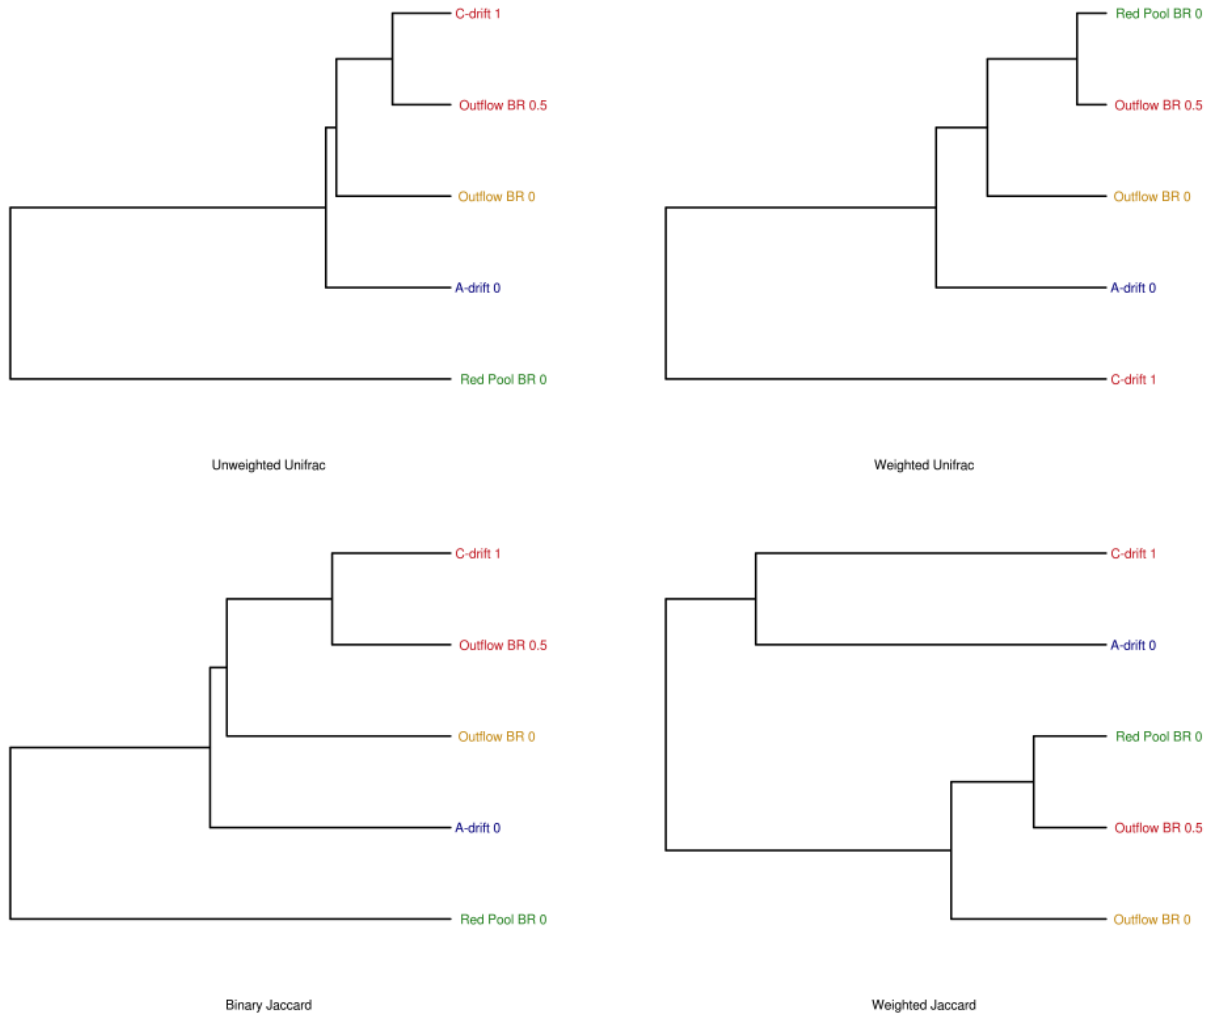 C-drift 1
Outflow BR 0.5
Outflow BR 0
A-drift 0
Red Pool BR 0
Unweighted Unifrac
Red Pool BR 0
Outflow BR 0.5
Outflow BR 0
A-drift 0
C-drift 1
Weighted Unifrac
C-drift 1
Outflow BR 0.5
Outflow BR 0
A-drift 0
Red Pool BR 0
Binary Jaccard
C-drift 1
A-drift 0
Red Pool BR 0
Outflow BR 0.5
Outflow BR 0
Weighted Jaccard